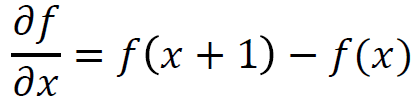 ∂f/∂x = f(x + 1) − f(x)